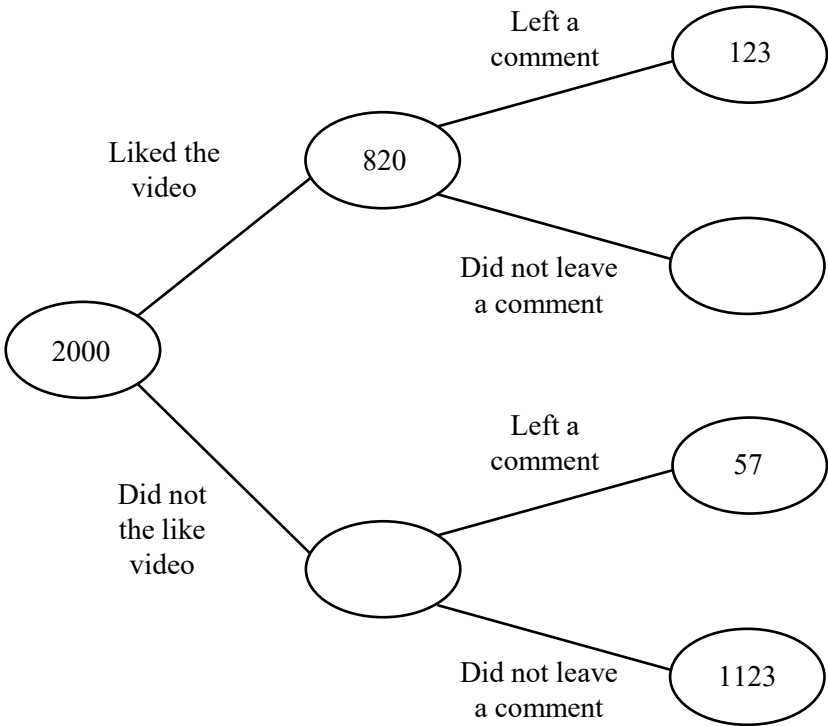 Left a
comment
123
Liked the
video
820
Did not leave
a comment
2000
Left a
comment
57
Did not
the like
video
Did not leave
a comment
1123